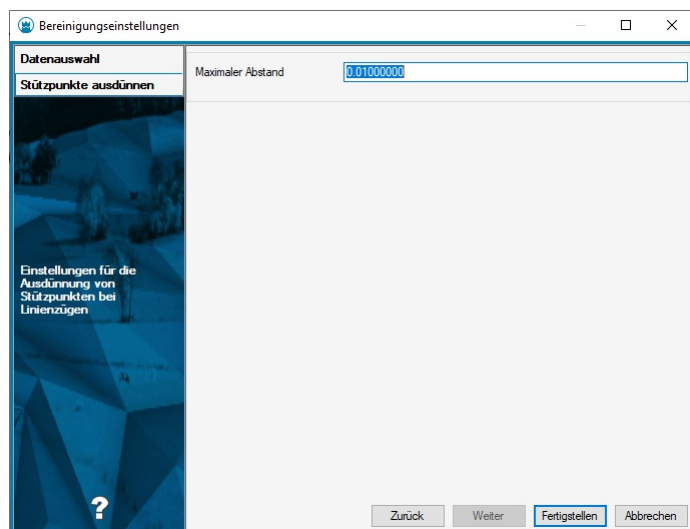 Bereinigungseinstellungen
Datenauswahl
Stützpunkte ausdünnen
Maximaler Abstand
0.01000000
Einstellungen für die
Ausdünnung von
Stützpunkten bei
Linienzügen
?
Zurück
Weiter
Fertigstellen
Abbrechen